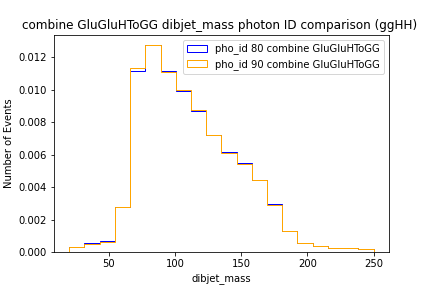 combine GluGluHToGG dibjet_mass photon ID comparison (ggHH)
pho_id 80 combine GluGluHToGG
pho_id 90 combine GluGluHToGG
Number of Events
0.012
0.010
0.008
0.006
0.004
0.002
0.000
50
100
150
200
250
dibjet_mass